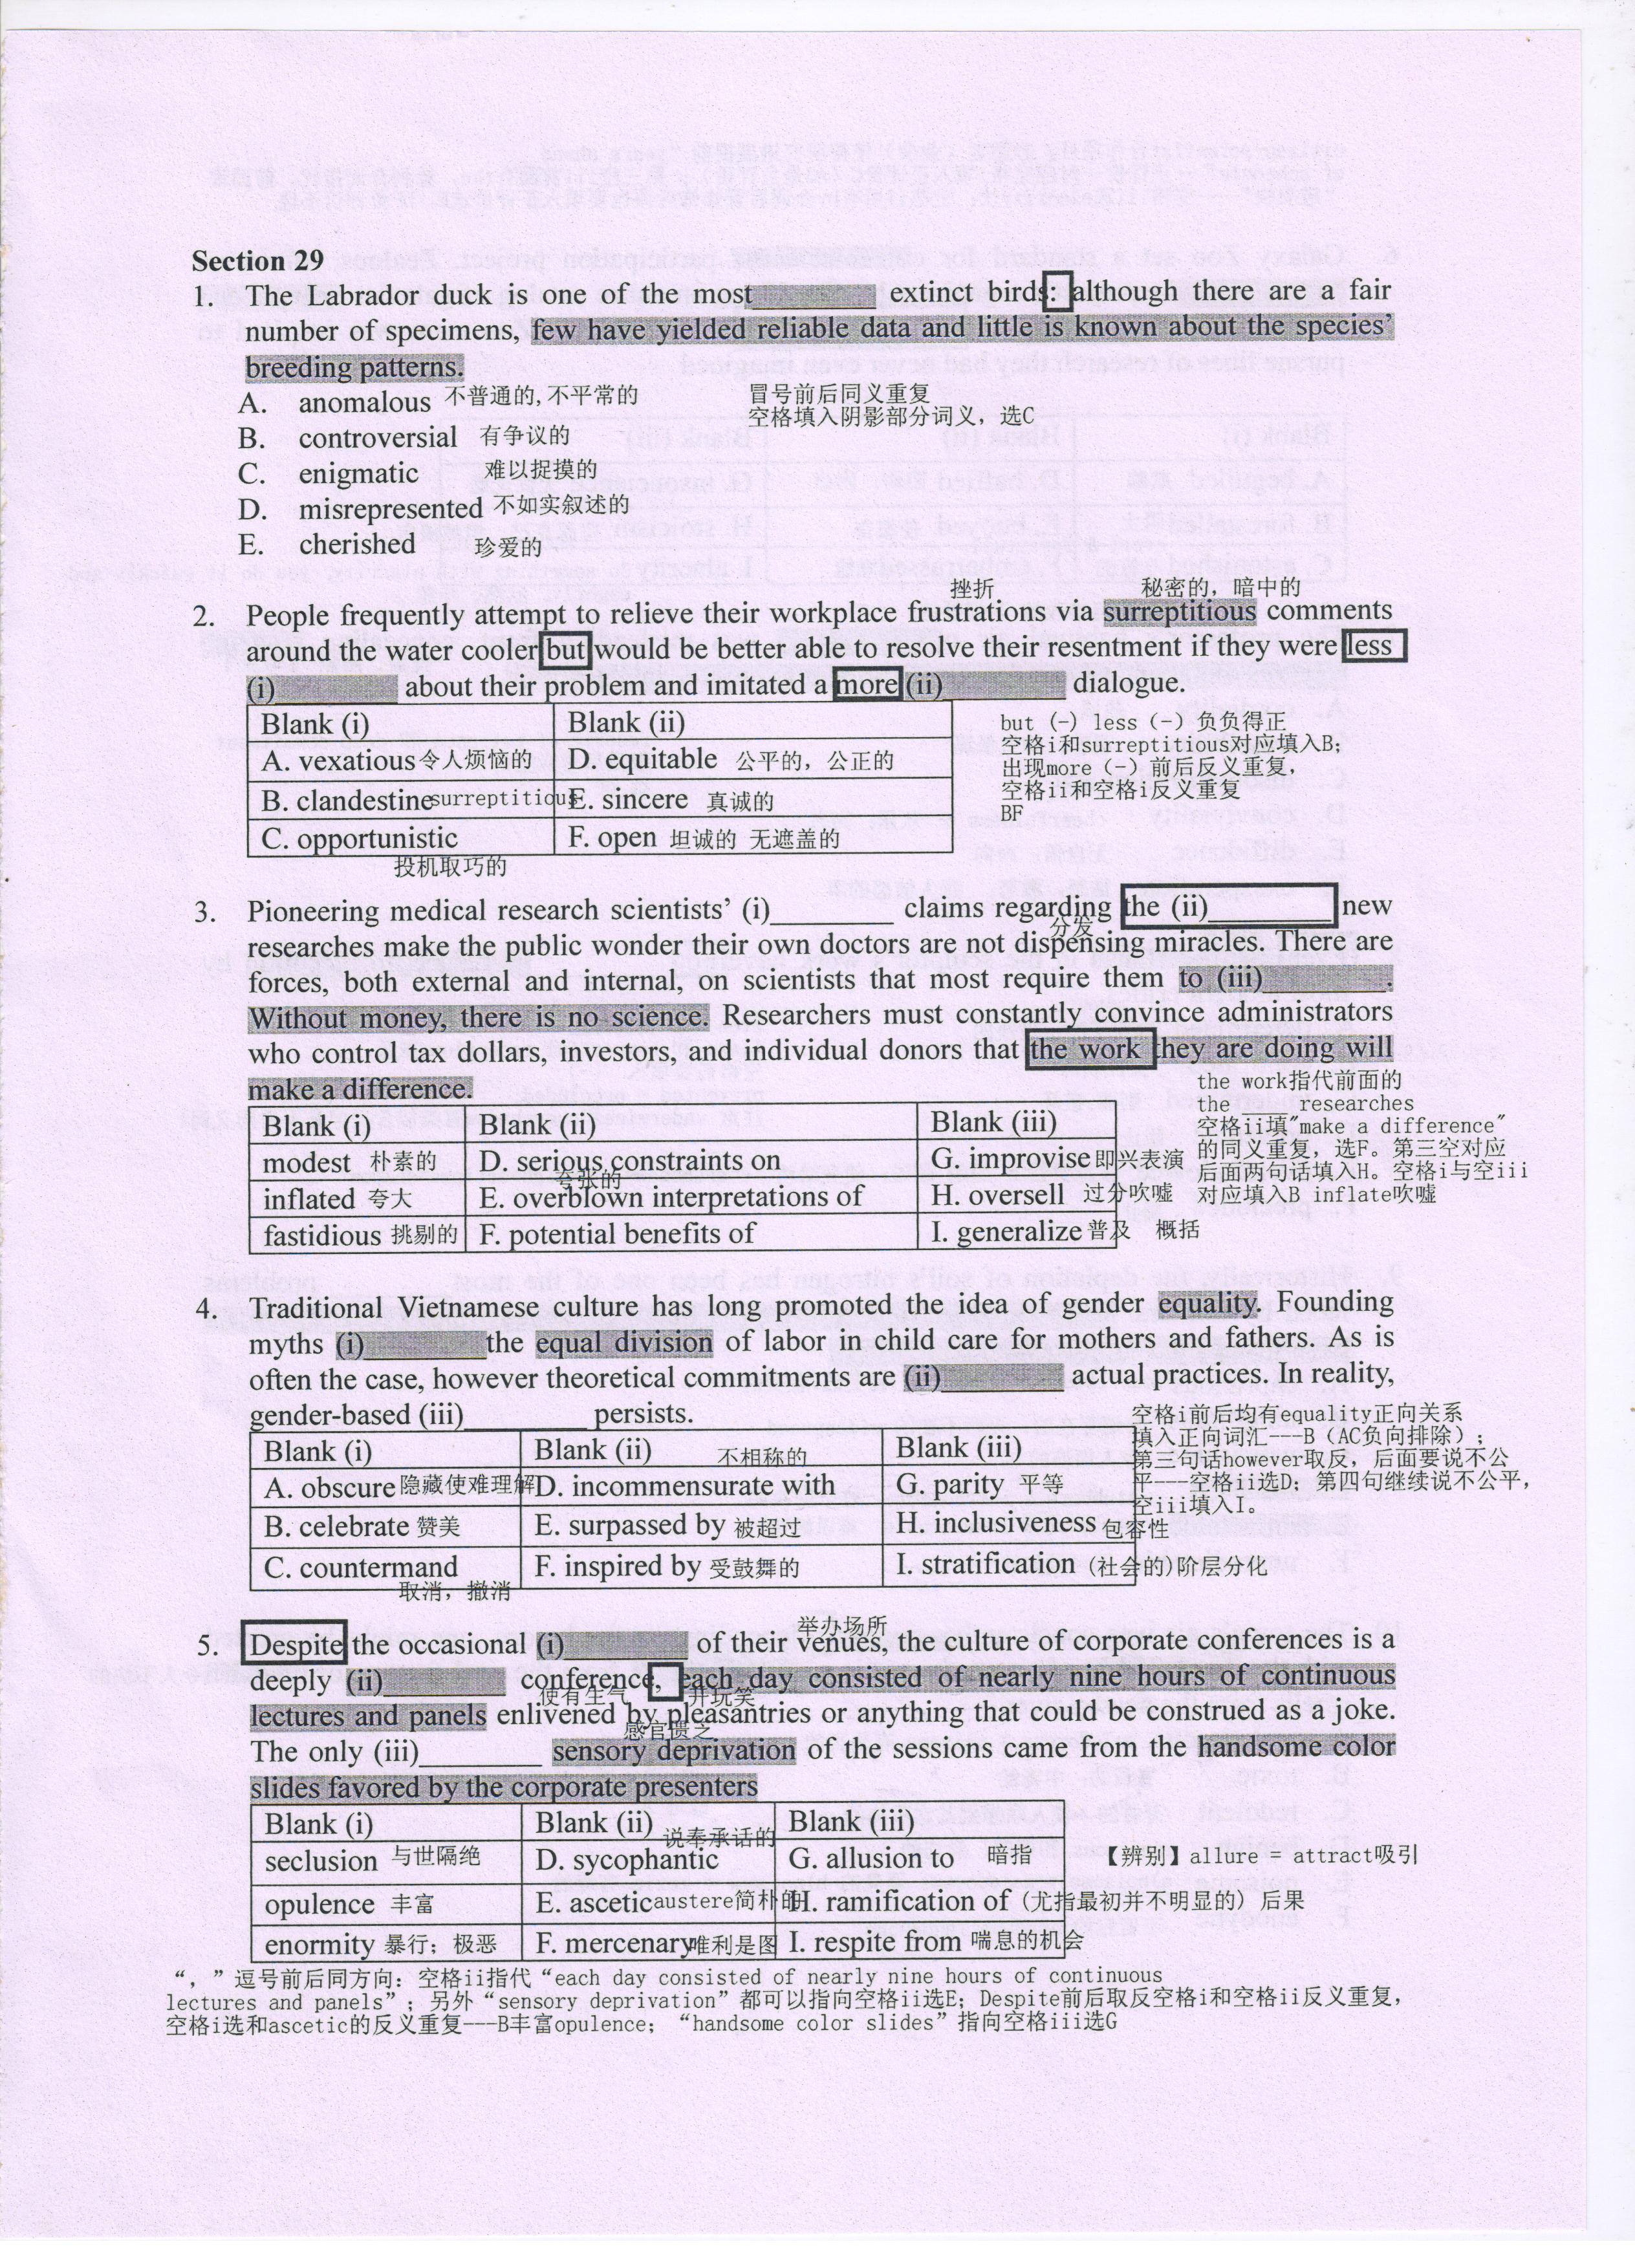 Section 29
1. The Labrador duck is one of the most________ extinct birds: although there are a fair
number of specimens, few have yielded reliable data and little is known about the species'
breeding patterns.
A. anomalous 不普通的, 不平常的
冒号前后同义重复
空格填入阴影部分词义，选C
B. controversial 有争议的
C. enigmatic 难以捉摸的
D. misrepresented 不如实叙述的
E. cherished 珍爱的
挫折 秘密的，暗中的
2. People frequently attempt to relieve their workplace frustrations via surreptitious comments
around the water cooler but would be better able to resolve their resentment if they were less
(i)________ about their problem and imitated a more (ii)________ dialogue.
Blank (i) Blank (ii)
A. vexatious 令人烦恼的 D. equitable 公平的，公正的
B. clandestine surreptitious E. sincere 真诚的
C. opportunistic F. open 坦诚的 无遮盖的
投机取巧的
but (-) less (-) 负负得正
空格i和surreptitious对应填入B;
出现more (-) 前后反义重复，
空格ii和空格i反义重复
BF
3. Pioneering medical research scientists' (i)________ claims regarding the (ii)________ new
分发
researches make the public wonder their own doctors are not dispensing miracles. There are
forces, both external and internal, on scientists that most require them to (iii)________.
Without money, there is no science. Researchers must constantly convince administrators
who control tax dollars, investors, and individual donors that the work they are doing will
make a difference.
Blank (i) Blank (ii) Blank (iii)
modest 朴素的 D. serious constraints on G. improvise 即兴表演
夸张的
inflated 夸大 E. overblown interpretations of H. oversell 过分吹嘘
fastidious 挑剔的 F. potential benefits of I. generalize 普及 概括
the work指代前面的
the ____ researches
空格ii填"make a difference"
的同义重复，选F。第三空对应
后面两句话填入H。空格i与空iii
对应填入B inflate吹嘘
4. Traditional Vietnamese culture has long promoted the idea of gender equality. Founding
myths (i)________ the equal division of labor in child care for mothers and fathers. As is
often the case, however theoretical commitments are (ii)________ actual practices. In reality,
gender-based (iii)________ persists.
Blank (i) Blank (ii) 不相称的 Blank (iii)
A. obscure 隐藏使难理解 D. incommensurate with G. parity 平等
B. celebrate 赞美 E. surpassed by 被超过 H. inclusiveness 包容性
C. countermand F. inspired by 受鼓舞的 I. stratification (社会的)阶层分化
取消，撤消
空格i前后均有equality正向关系
填入正向词汇---B（AC负向排除）；
第三句话however取反，后面要说不公
平---空格ii选D；第四句继续说不公平，
空iii填入I。
举办场所
5. Despite the occasional (i)________ of their venues, the culture of corporate conferences is a
deeply (ii)________ conference, each day consisted of nearly nine hours of continuous
使有生气 开玩笑
lectures and panels enlivened by pleasantries or anything that could be construed as a joke.
感官匮乏
The only (iii)________ sensory deprivation of the sessions came from the handsome color
slides favored by the corporate presenters
Blank (i) Blank (ii) 说奉承话的 Blank (iii)
seclusion 与世隔绝 D. sycophantic G. allusion to 暗指
opulence 丰富 E. ascetic austere简朴的 H. ramification of (尤指最初并不明显的) 后果
enormity 暴行；极恶 F. mercenary 唯利是图 I. respite from 喘息的机会
【辨别】allure = attract吸引
“，”逗号前后同方向：空格ii指代“each day consisted of nearly nine hours of continuous
lectures and panels”；另外“sensory deprivation”都可以指向空格ii选E；Despite前后取反空格i和空格ii反义重复，
空格i选和ascetic的反义重复---B丰富opulence；“handsome color slides”指向空格iii选G